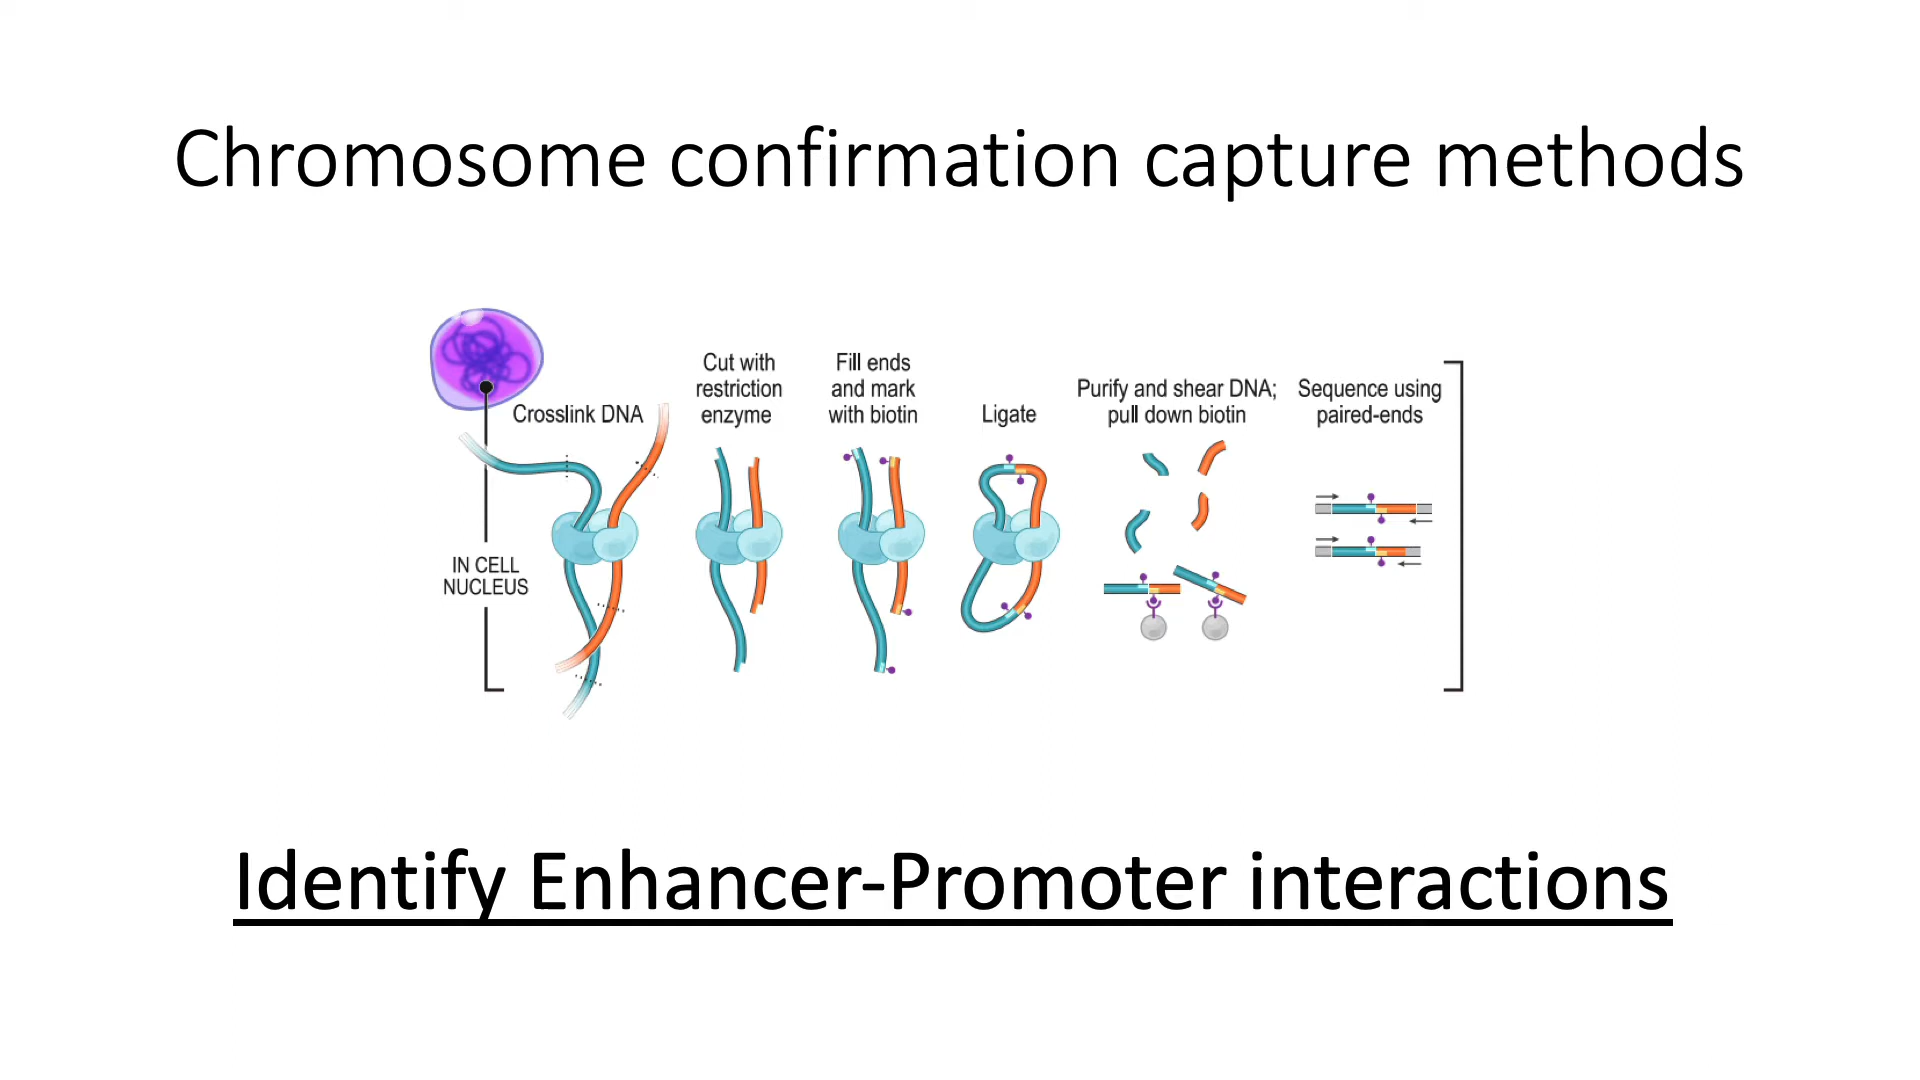 Chromosome confirmation capture methods
Crosslink DNA
Cut with
restriction
enzyme
Fill ends
and mark
with biotin
Ligate
Purify and shear DNA;
pull down biotin
Sequence using
paired-ends
IN CELL
NUCLEUS
Identify Enhancer-Promoter interactions